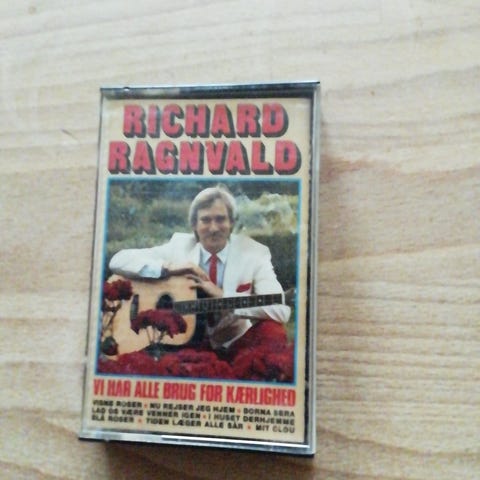 RICHARD
RAGNVALD
VI HAR ALLE BRUG FOR KÆRLIGHED
VISNE ROSER • NU REJSER JEG HJEM • DONNA SERA
LAD OS VÆRE VENNER IGEN • I HUSET DERHJEMME
BLÅ ROSER • TIDEN LÆGER ALLE SÅR • MIT CLOU